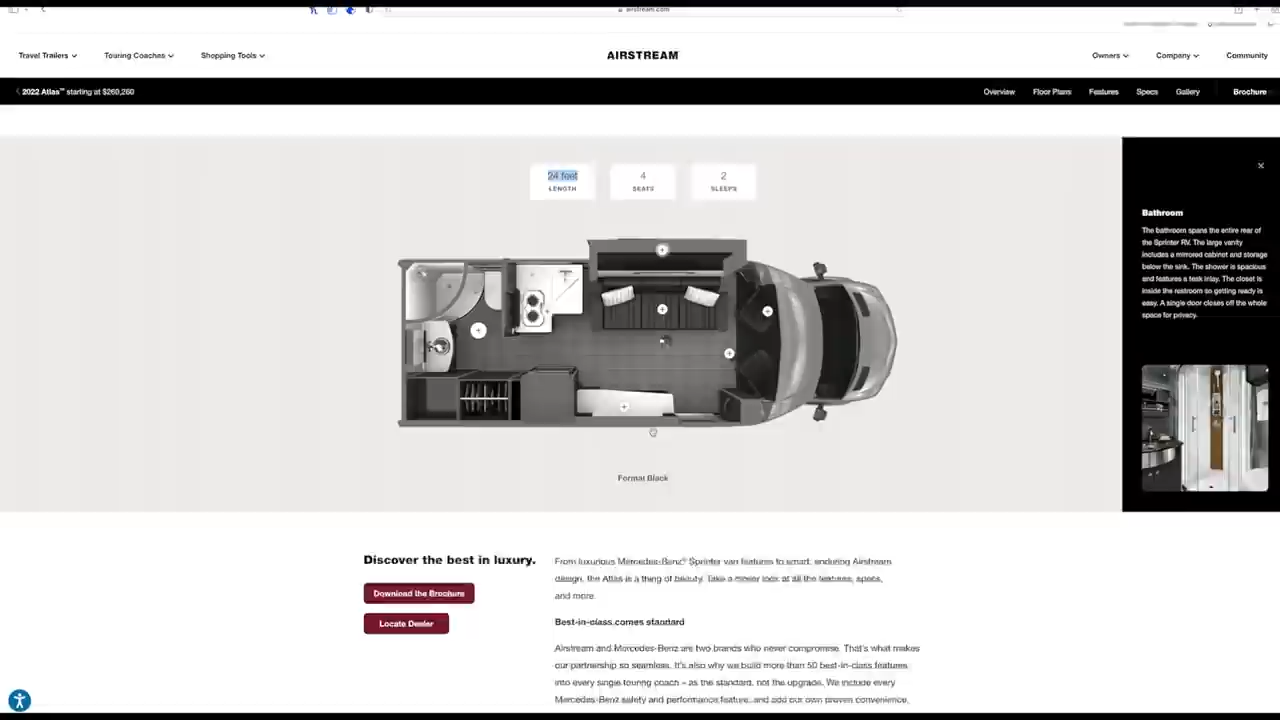 airstream.com
Travel Trailers
Touring Coaches
Shopping Tools
AIRSTREAM
Owners
Company
Community
2022 Atlas™ starting at $260,260
Overview
Floor Plans
Features
Specs
Gallery
Brochure
24 feet
LENGTH
4
SEATS
2
SLEEPS
Bathroom
The bathroom spans the entire rear of
the Sprinter RV. The large vanity
includes a mirrored cabinet and storage
below the sink. The shower is spacious
and features a teak inlay. The closet is
inside the restroom so getting ready is
easy. A single door closes off the whole
space for privacy.
Formal Black
Discover the best in luxury.
Download the Brochure
Locate Dealer
From luxurious Mercedes-Benz® Sprinter van features to smart, enduring Airstream
design, the Atlas is a thing of beauty. Take a closer look at all the features, specs,
and more.
Best-in-class comes standard
Airstream and Mercedes-Benz are two brands who never compromise. That's what makes
our partnership so seamless. It's also why we build more than 50 best-in-class features
into every single touring coach – as the standard, not the upgrade. We include every
Mercedes-Benz safety and performance feature, and add our own proven convenience,